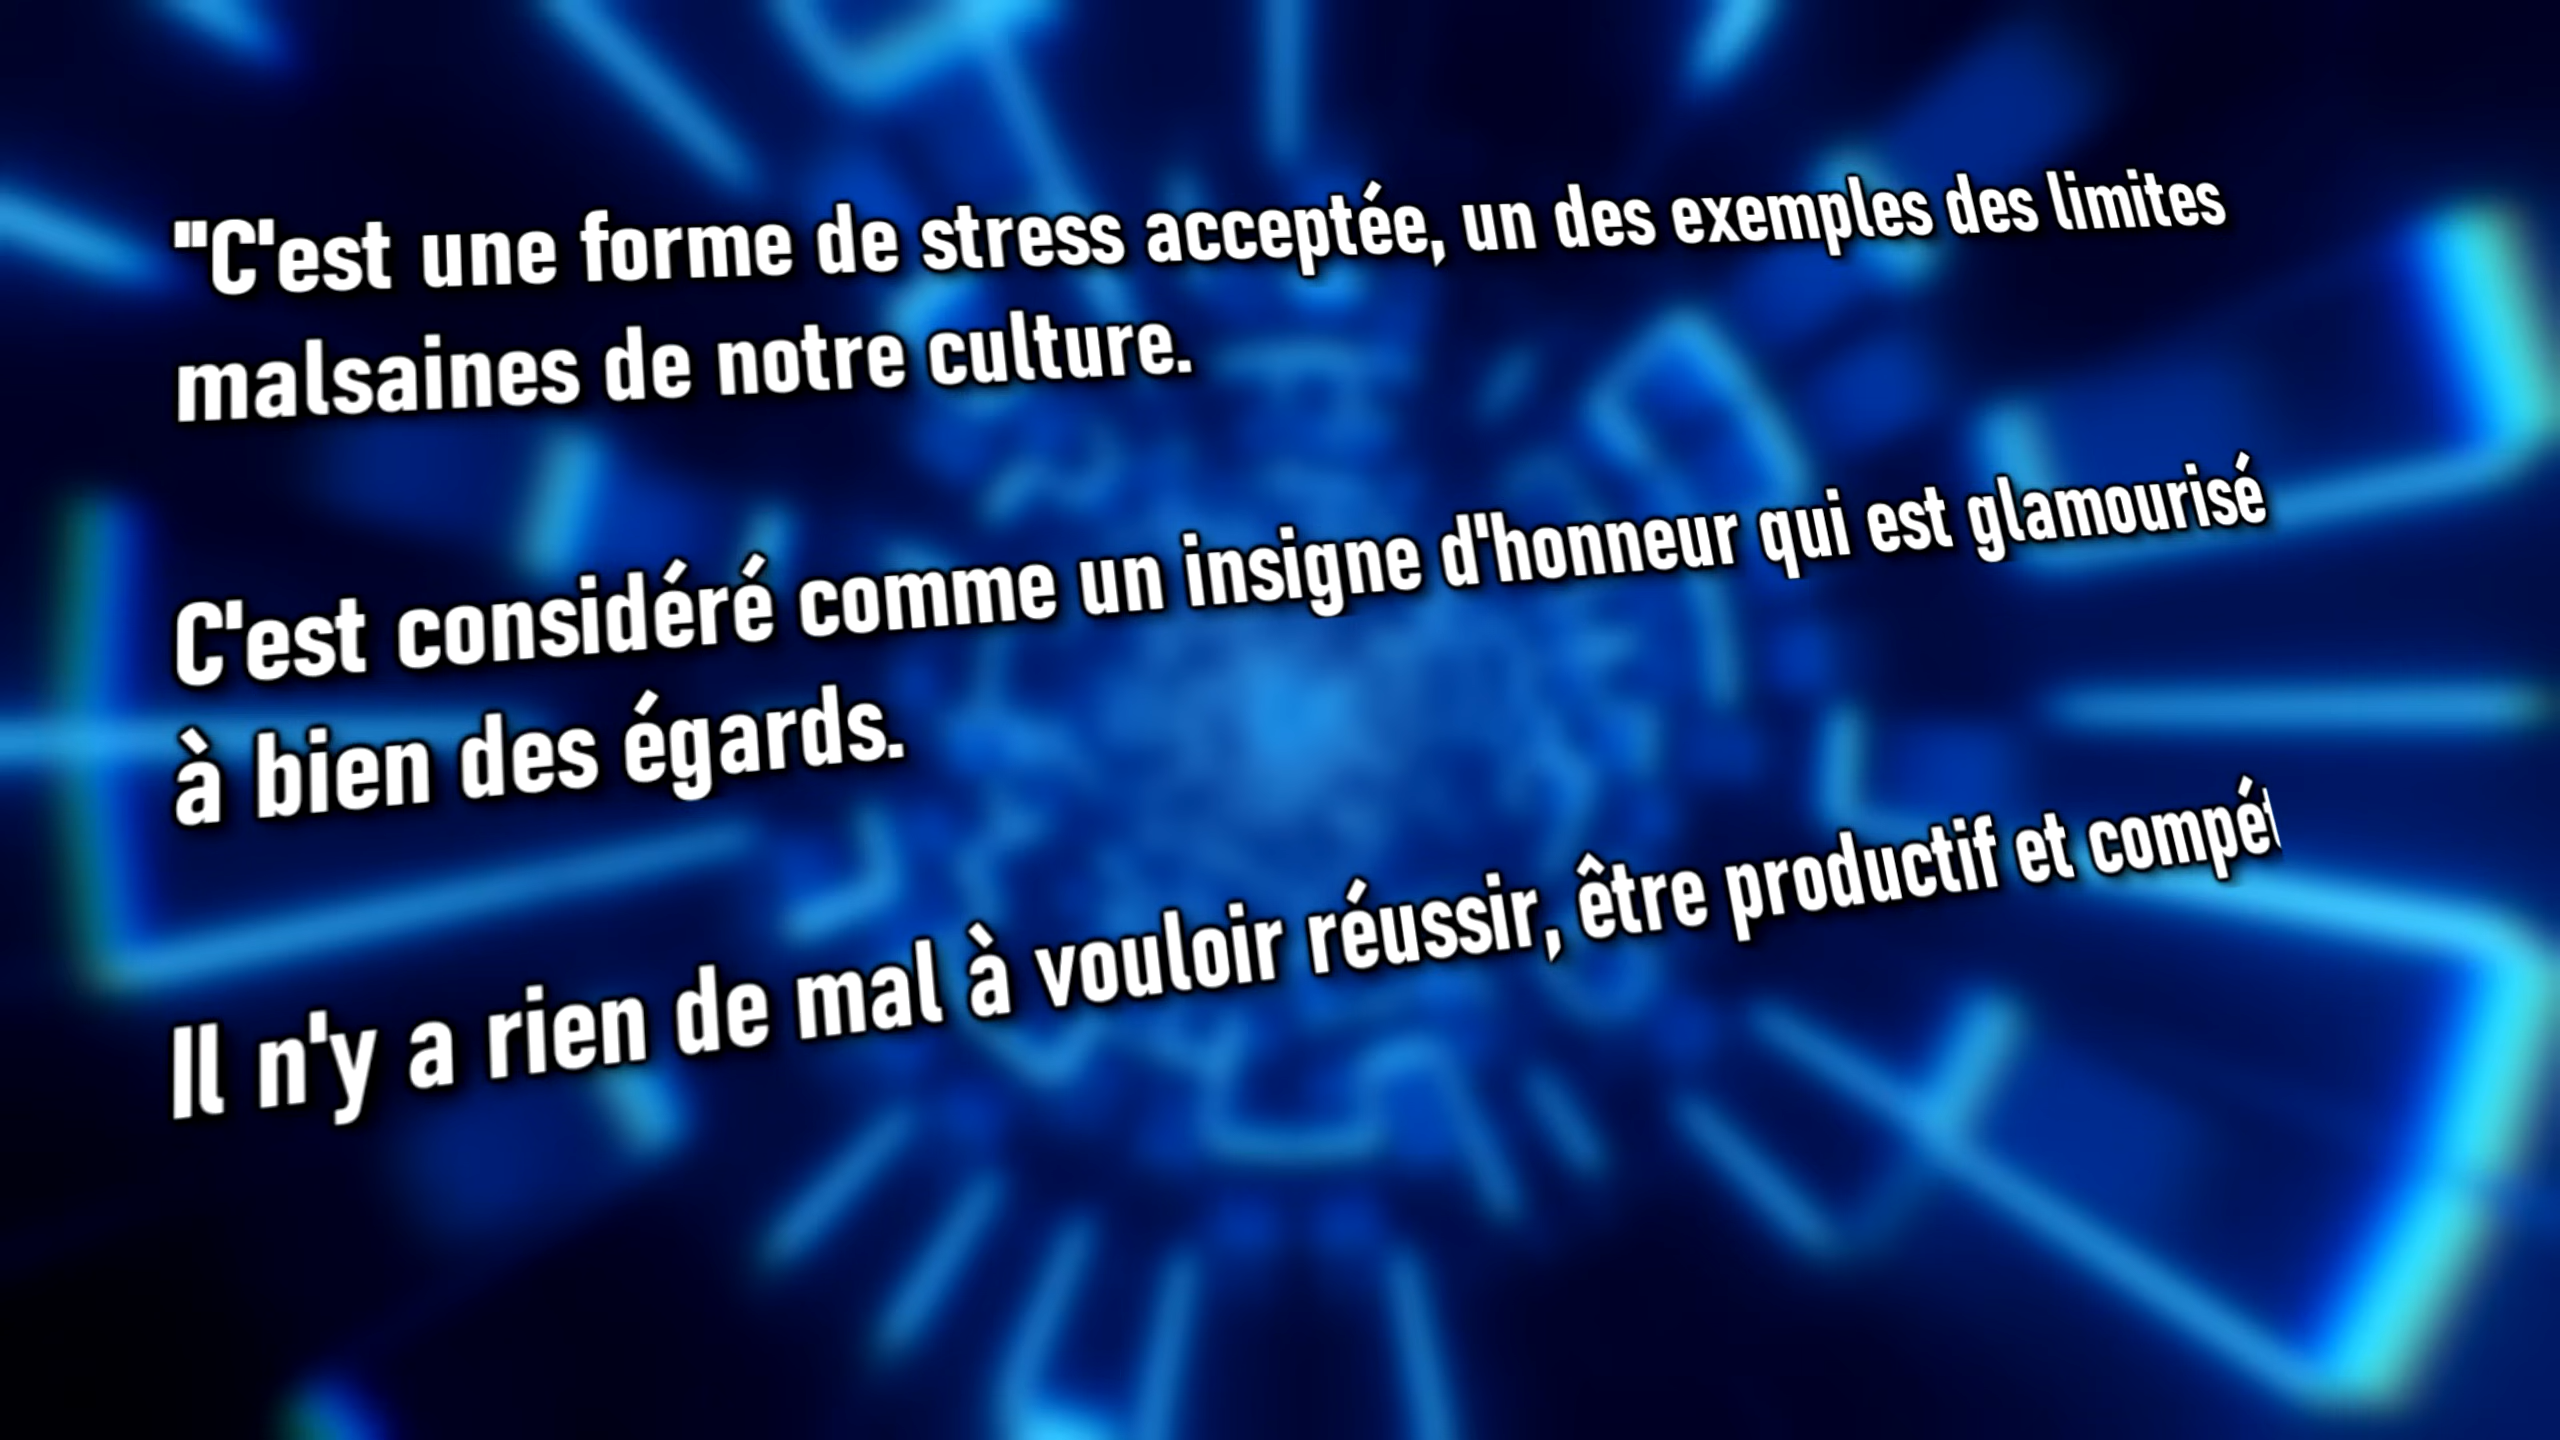 "C'est une forme de stress acceptée, un des exemples des limites
malsaines de notre culture.
C'est considéré comme un insigne d'honneur qui est glamourisé
à bien des égards.
Il n'y a rien de mal à vouloir réussir, être productif et compét